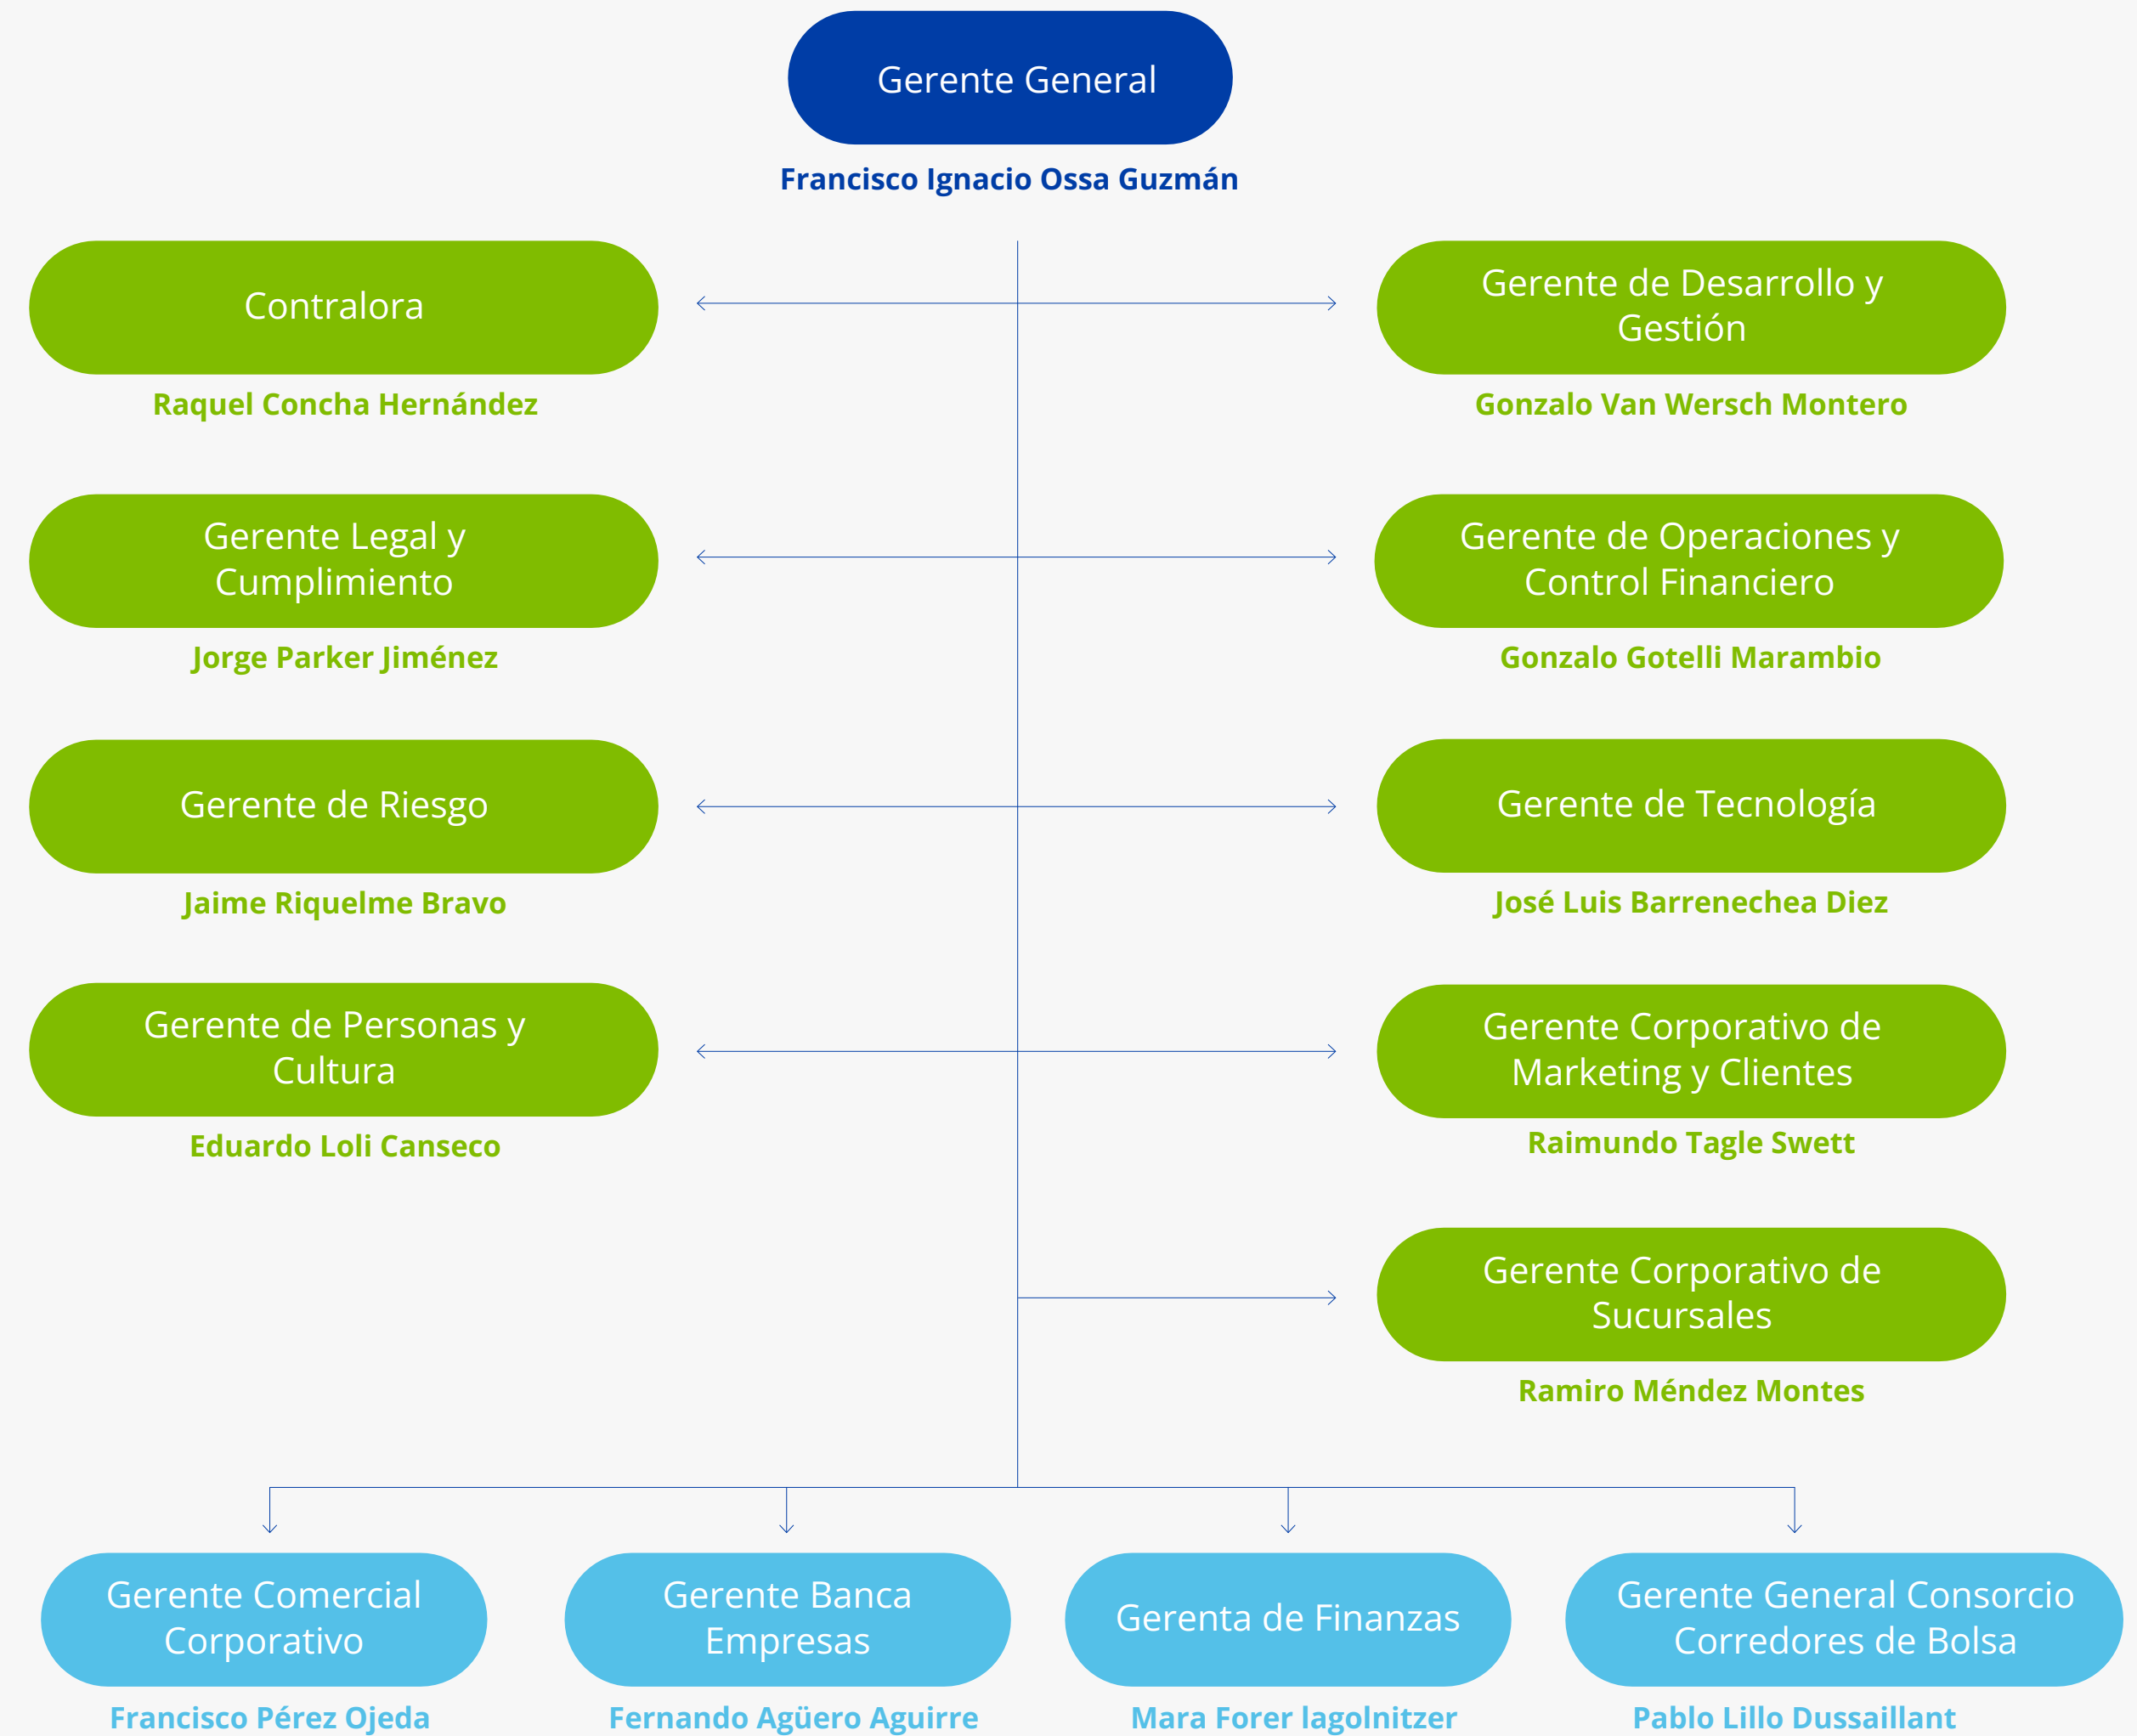 Gerente General
Francisco Ignacio Ossa Guzmán
Contralora
Raquel Concha Hernández
Gerente de Desarrollo y
Gestión
Gonzalo Van Wersch Montero
Gerente Legal y
Cumplimiento
Jorge Parker Jiménez
Gerente de Operaciones y
Control Financiero
Gonzalo Gotelli Marambio
Gerente de Riesgo
Jaime Riquelme Bravo
Gerente de Tecnología
José Luis Barrenechea Diez
Gerente de Personas y
Cultura
Eduardo Loli Canseco
Gerente Corporativo de
Marketing y Clientes
Raimundo Tagle Swett
Gerente Corporativo de
Sucursales
Ramiro Méndez Montes
Gerente Comercial
Corporativo
Francisco Pérez Ojeda
Gerente Banca
Empresas
Fernando Agüero Aguirre
Gerenta de Finanzas
Mara Forer Iagolnitzer
Gerente General Consorcio
Corredores de Bolsa
Pablo Lillo Dussaillant